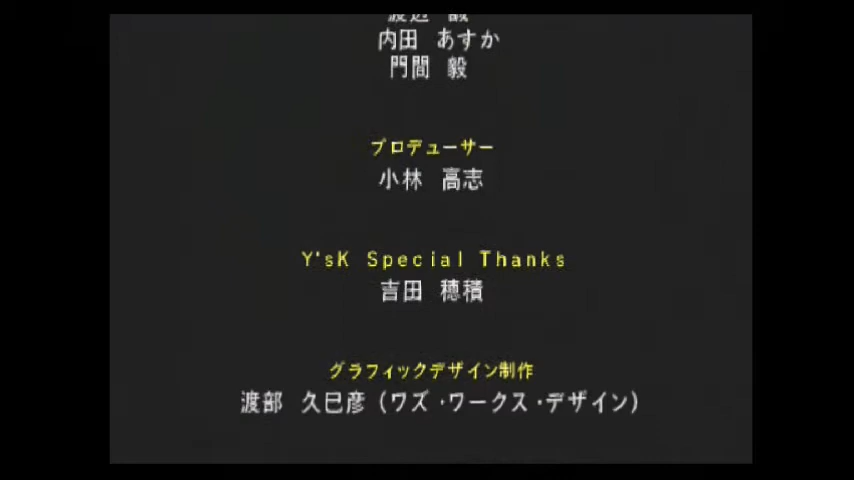 内田 あすか
門間 毅
プロデューサー
小林 高志
Y'sK Special Thanks
吉田 穂積
グラフィックデザイン制作
渡部 久巳彦（ワズ・ワークス・デザイン）